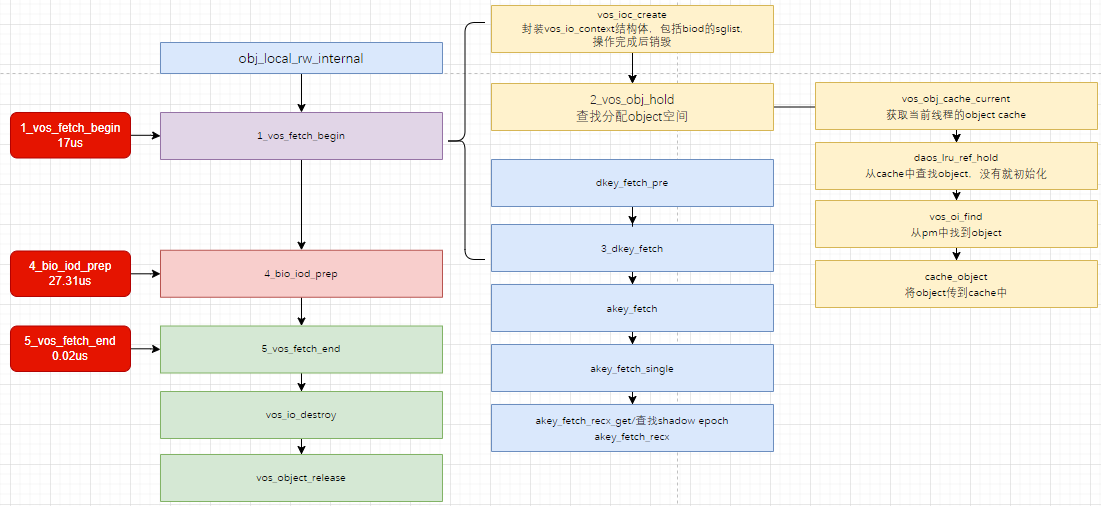 obj_local_rw_internal
1_vos_fetch_begin
17us
1_vos_fetch_begin
4_bio_iod_prep
27.31us
4_bio_iod_prep
5_vos_fetch_end
0.02us
5_vos_fetch_end
vos_io_destroy
vos_object_release
vos_ioc_create
封装vos_io_context结构体，包括biod的sglist,
操作完成后销毁
2_vos_obj_hold
查找分配object空间
dkey_fetch_pre
3_dkey_fetch
akey_fetch
akey_fetch_single
akey_fetch_recx_get/查找shadow epoch
akey_fetch_recx
vos_obj_cache_current
获取当前线程的object cache
daos_lru_ref_hold
从cache中查找object，没有就初始化
vos_oi_find
从pm中找到object
cache_object
将object传到cache中